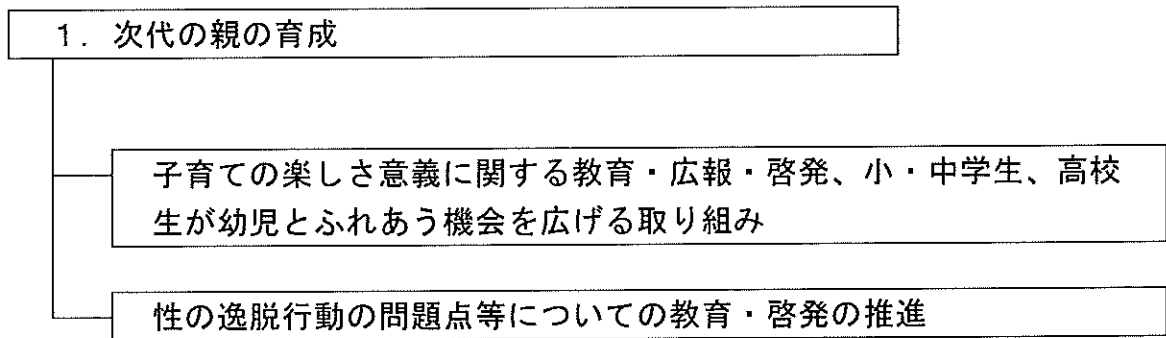 １．次代の親の育成
子育ての楽しさ意義に関する教育・広報・啓発、小・中学生、高校
生が幼児とふれあう機会を広げる取り組み
性の逸脱行動の問題点等についての教育・啓発の推進